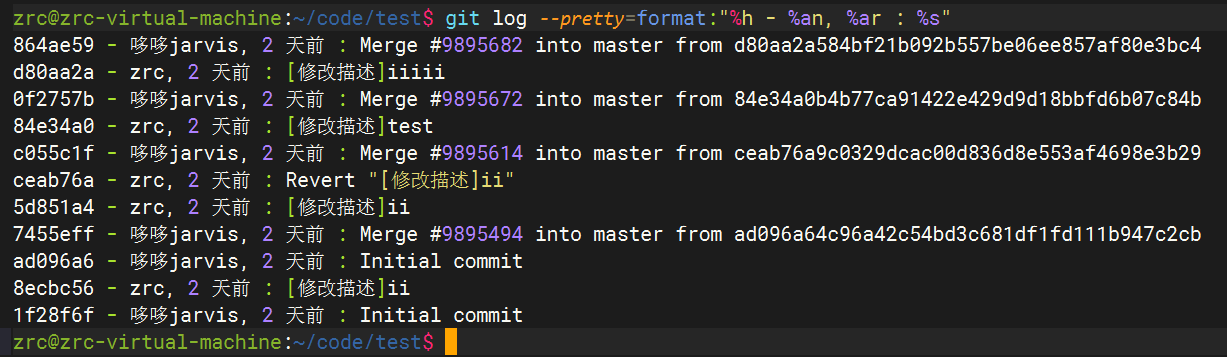 zrc@zrc-virtual-machine:~/code/test$ git log --pretty=format:"%h - %an, %ar : %s"
864ae59 - 哆哆jarvis, 2 天前 : Merge #9895682 into master from d80aa2a584bf21b092b557be06ee857af80e3bc4
d80aa2a - zrc, 2 天前 : [修改描述]iiiii
0f2757b - 哆哆jarvis, 2 天前 : Merge #9895672 into master from 84e34a0b4b77ca91422e429d9d18bbfd6b07c84b
84e34a0 - zrc, 2 天前 : [修改描述]test
c055c1f - 哆哆jarvis, 2 天前 : Merge #9895614 into master from ceab76a9c0329dcac00d836d8e553af4698e3b29
ceab76a - zrc, 2 天前 : Revert "[修改描述]ii"
5d851a4 - zrc, 2 天前 : [修改描述]ii
7455eff - 哆哆jarvis, 2 天前 : Merge #9895494 into master from ad096a64c96a42c54bd3c681df1fd111b947c2cb
ad096a6 - 哆哆jarvis, 2 天前 : Initial commit
8ecbc56 - zrc, 2 天前 : [修改描述]ii
1f28f6f - 哆哆jarvis, 2 天前 : Initial commit
zrc@zrc-virtual-machine:~/code/test$